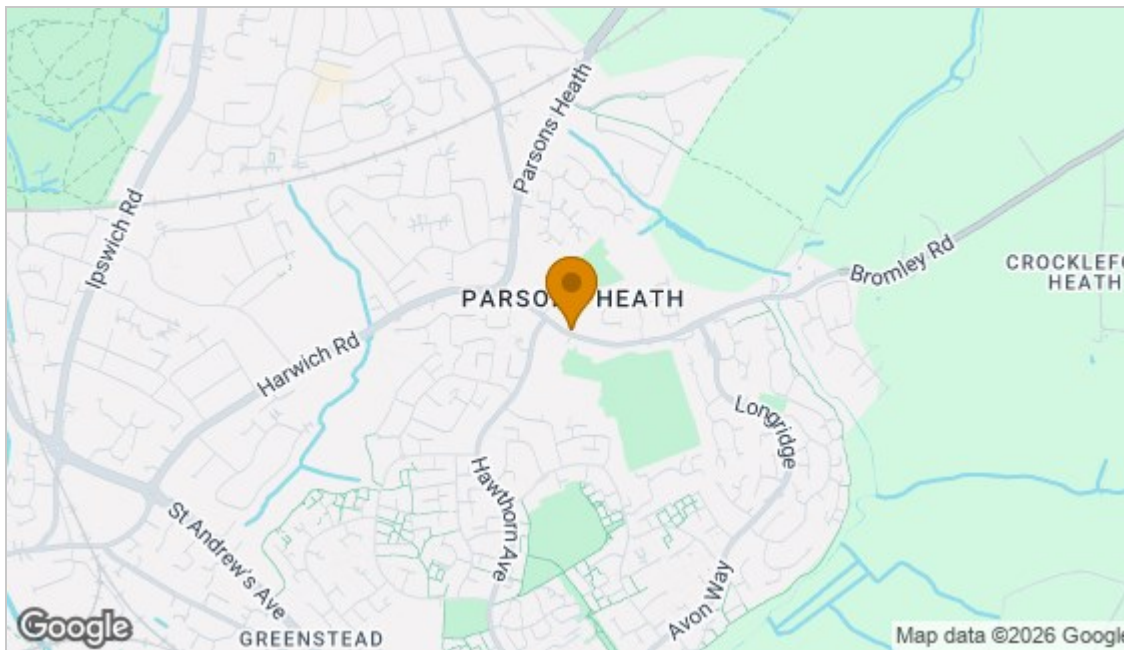 Parsons Heath
Ipswich Rd
Bromley Rd
CROCKLEFO
HEATH
PARSO
HEATH
Harwich Rd
Longridge
Hawthorn Ave
St Andrew's Ave
Avon Way
GREENSTEAD
Google
Map data ©2026 Google